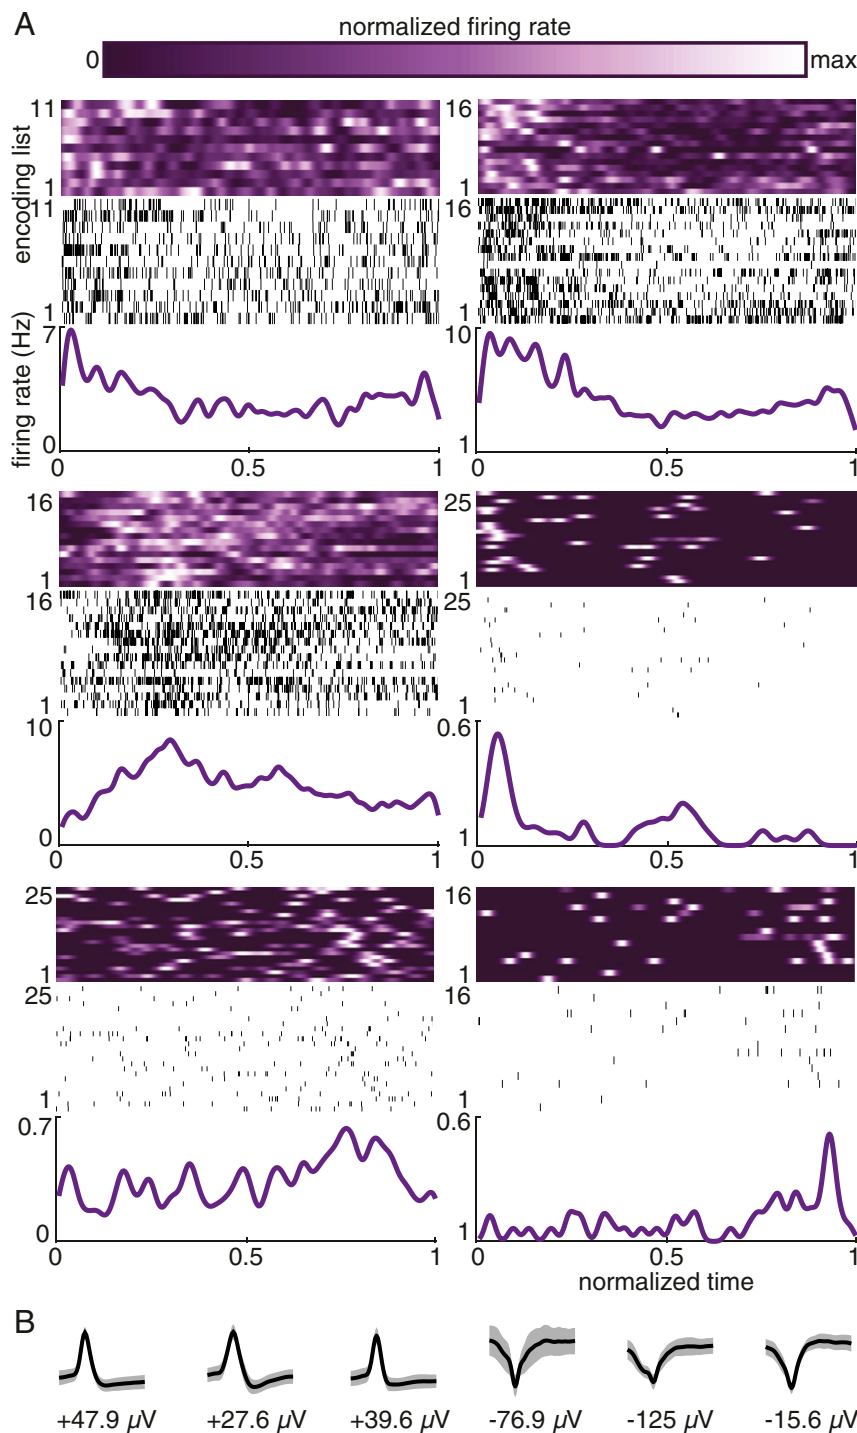 A
normalized firing rate
0 max
encoding list
11
1
11
1
firing rate (Hz)
7
0
0 0.5 1
16
1
16
1
10
1
0 0.5 1
16
1
16
1
10
0
0 0.5 1
25
1
25
1
0.6
1
0 0.5 1
25
1
25
1
0.7
0
0 0.5 1
16
1
16
1
0.6
1
0 0.5 1
normalized time
B
+47.9 µV +27.6 µV +39.6 µV -76.9 µV -125 µV -15.6 µV